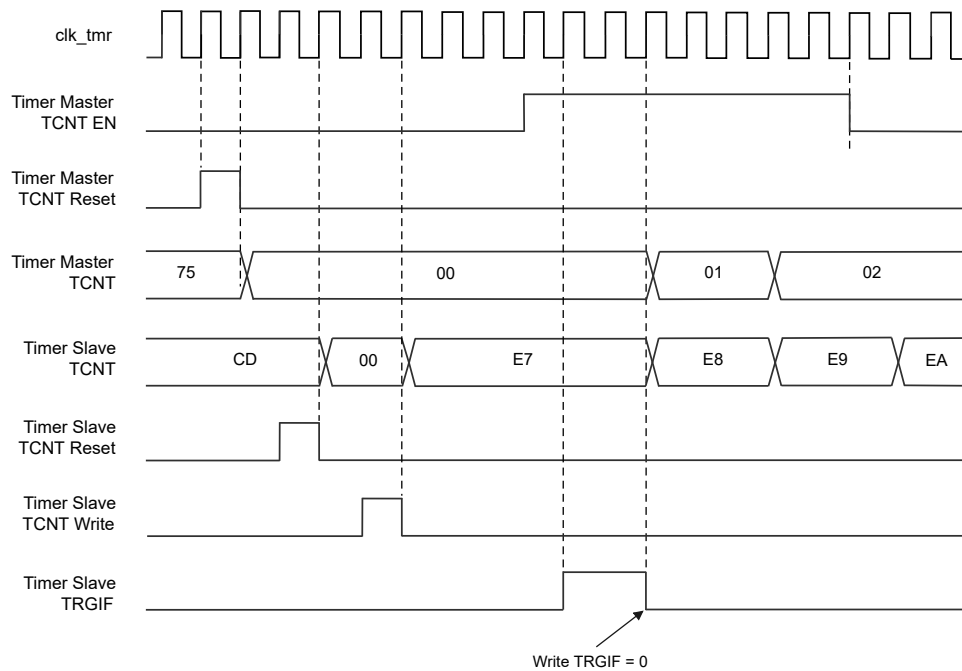 clk_tmr
Timer Master
TCNT EN
Timer Master
TCNT Reset
Timer Master
TCNT
75
00
01
02
Timer Slave
TCNT
CD
00
E7
E8
E9
EA
Timer Slave
TCNT Reset
Timer Slave
TCNT Write
Timer Slave
TRGIF
Write TRGIF = 0